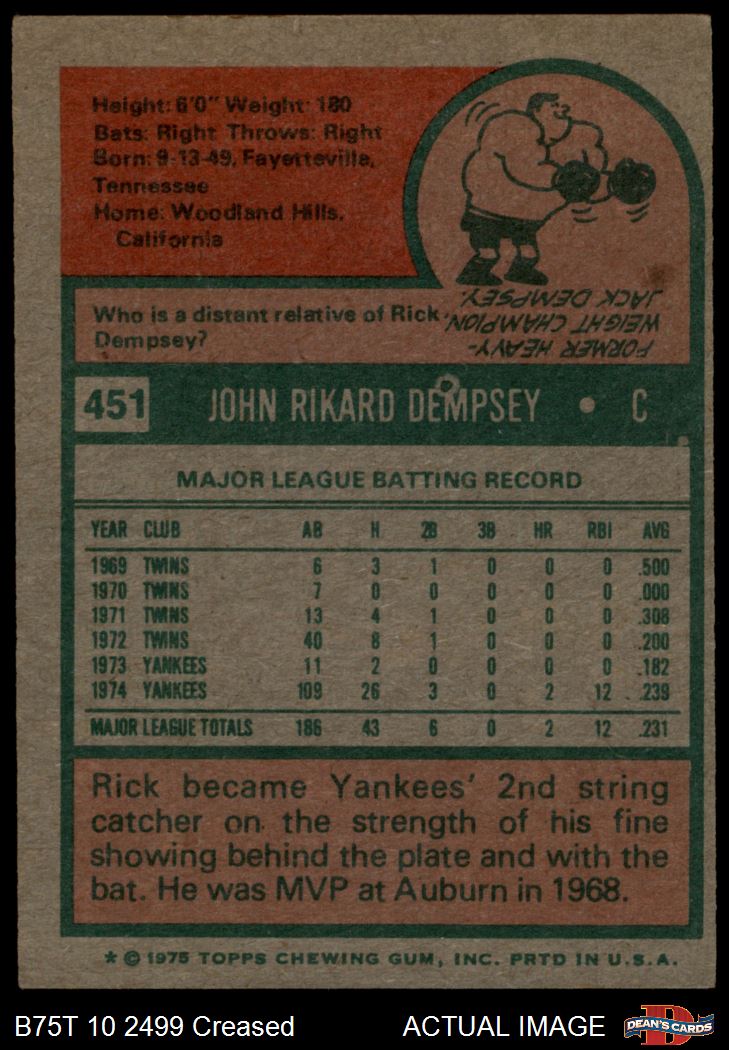 Height: 6'0" Weight: 180
Bats: Right Throws: Right
Born: 9-13-49, Fayetteville,
Tennessee
Home: Woodland Hills,
California
Who is a distant relative of Rick
Dempsey?
FORMER HEAVY-
WEIGHT CHAMPION,
JACK DEMPSEY.
451 JOHN RIKARD DEMPSEY • C
MAJOR LEAGUE BATTING RECORD
YEAR CLUB AB H 2B 3B HR RBI AVG
1969 TWINS 6 3 1 0 0 0 .500
1970 TWINS 7 0 0 0 0 0 .000
1971 TWINS 13 4 1 0 0 0 .308
1972 TWINS 40 8 1 0 0 0 .200
1973 YANKEES 11 2 0 0 0 0 .182
1974 YANKEES 109 26 3 0 2 12 .239
MAJOR LEAGUE TOTALS 186 43 6 0 2 12 .231
Rick became Yankees' 2nd string
catcher on the strength of his fine
showing behind the plate and with the
bat. He was MVP at Auburn in 1968.
* © 1975 TOPPS CHEWING GUM, INC. PRTD IN U.S.A.
B75T 10 2499 Creased ACTUAL IMAGE
DEAN'S CARDS